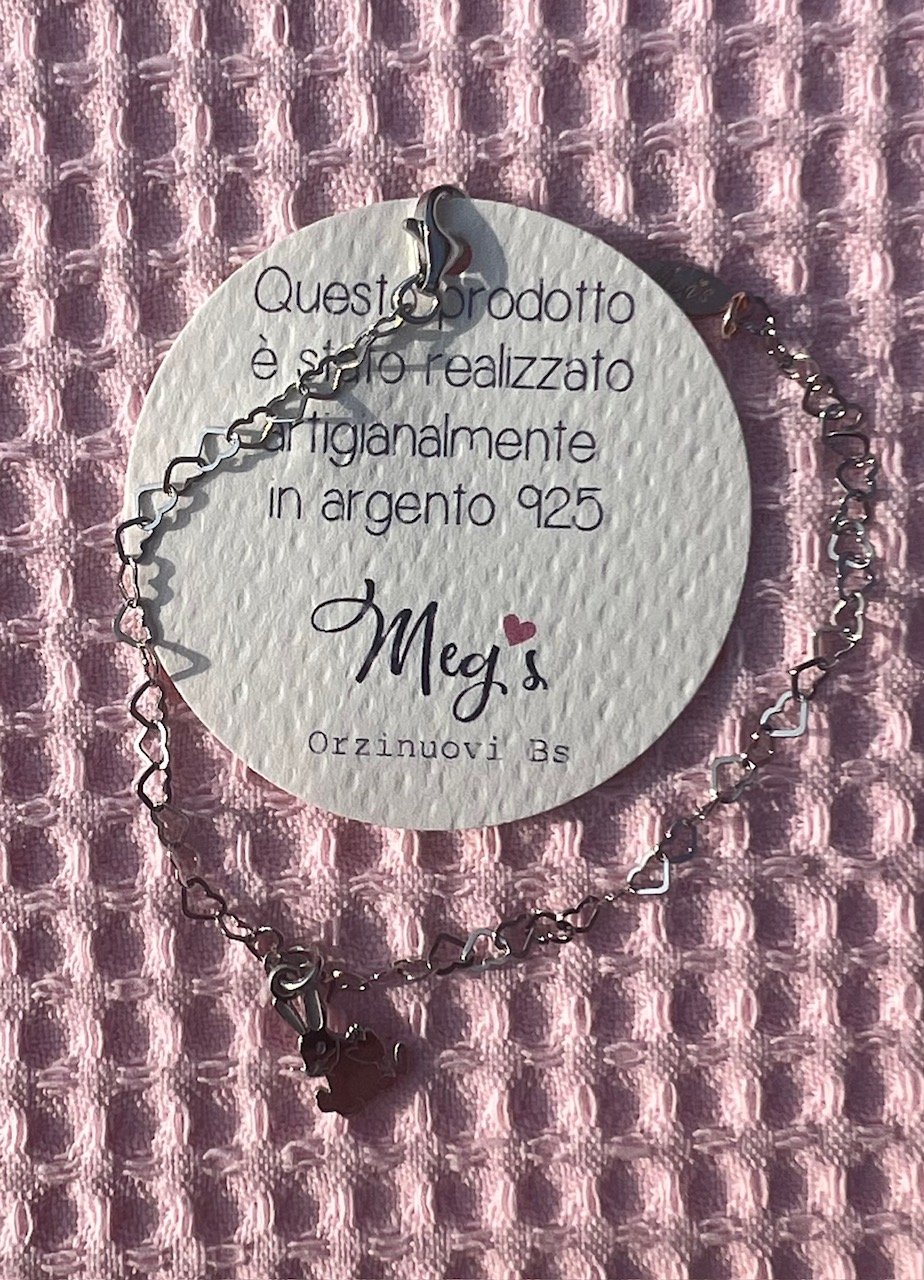 Questo prodotto
è stato realizzato
artigianalmente
in argento 925
Meg's
Orzinuovi Bs